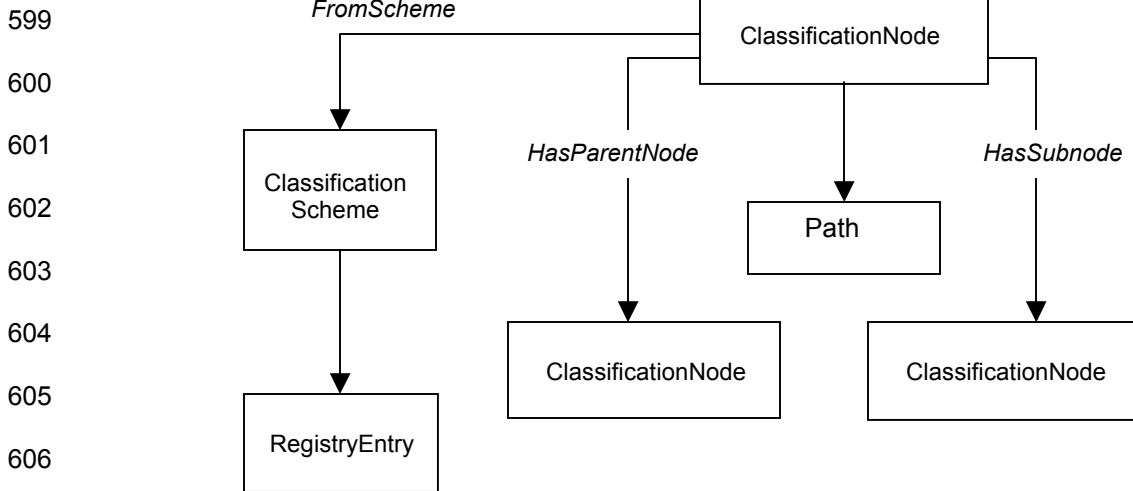 599
FromScheme
ClassificationNode
600
601
HasParentNode
HasSubnode
Classification
Scheme
602
Path
603
604
ClassificationNode
ClassificationNode
605
RegistryEntry
606